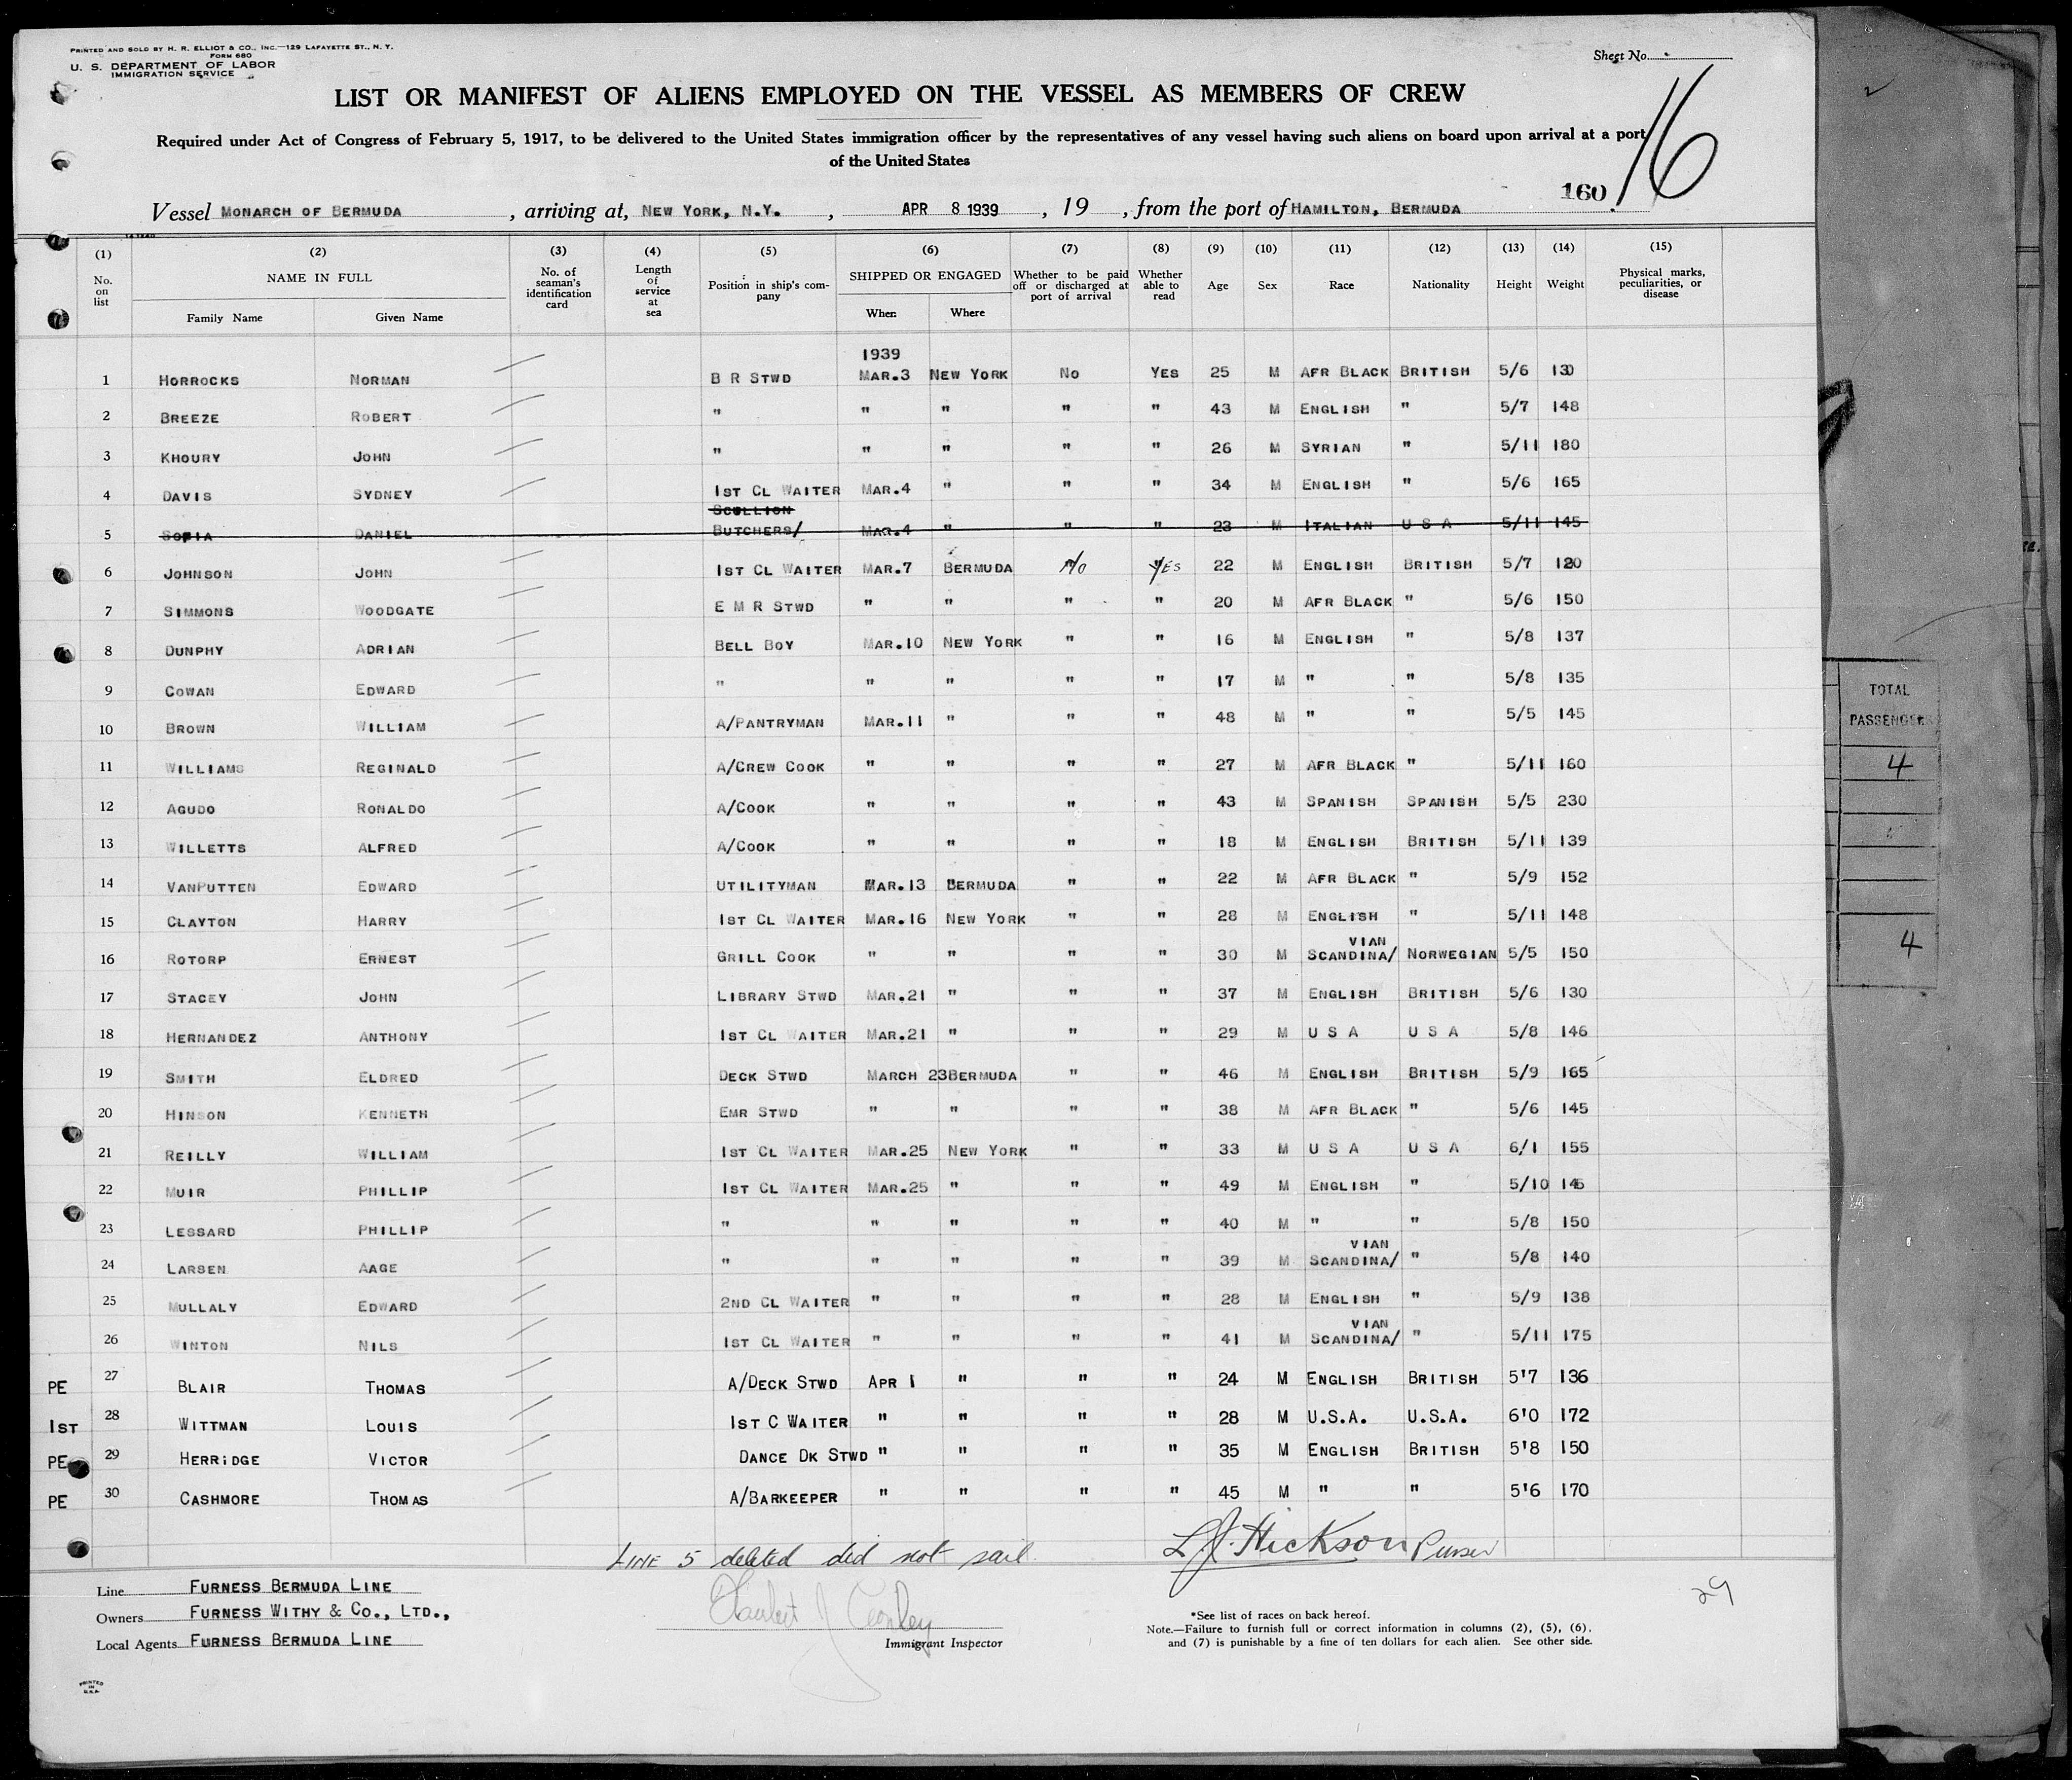 PRINTED AND SOLD BY H. R. ELLIOT & CO., INC.—129 LAFAYETTE ST., N. Y.
FORM 680
U. S. DEPARTMENT OF LABOR
IMMIGRATION SERVICE
Sheet No.
LIST OR MANIFEST OF ALIENS EMPLOYED ON THE VESSEL AS MEMBERS OF CREW
Required under Act of Congress of February 5, 1917, to be delivered to the United States immigration officer by the representatives of any vessel having such aliens on board upon arrival at a port
of the United States
16
160
Vessel MONARCH OF BERMUDA, arriving at, NEW YORK, N.Y., APR 8 1939, 19 , from the port of HAMILTON, BERMUDA
(1) (2) (3) (4) (5) (6) (7) (8) (9) (10) (11) (12) (13) (14) (15)
No. on list NAME IN FULL Family Name Given Name No. of seaman's identification card Length of service at sea Position in ship's company SHIPPED OR ENGAGED When Where Whether to be paid off or discharged at port of arrival Whether able to read Age Sex Race Nationality Height Weight Physical marks, peculiarities, or disease
1939
1 HORROCKS NORMAN B R STWD MAR.3 NEW YORK NO YES 25 M AFR BLACK BRITISH 5/6 130
2 BREEZE ROBERT " " " " " 43 M ENGLISH " 5/7 148
3 KHOURY JOHN " " " " " 26 M SYRIAN " 5/11 180
4 DAVIS SYDNEY 1ST CL WAITER MAR.4 " " " 34 M ENGLISH " 5/6 165
SCULLION
5 SOFIA DANIEL BUTCHERS/ MAR.4 " " " 23 M ITALIAN U S A 5/11 145
6 JOHNSON JOHN 1ST CL WAITER MAR.7 BERMUDA No YES 22 M ENGLISH BRITISH 5/7 120
7 SIMMONS WOODGATE E M R STWD " " " " 20 M AFR BLACK " 5/6 150
8 DUNPHY ADRIAN BELL BOY MAR.10 NEW YORK " " 16 M ENGLISH " 5/8 137
9 COWAN EDWARD " " " " " 17 M " " 5/8 135
10 BROWN WILLIAM A/PANTRYMAN MAR.11 " " " 48 M " " 5/5 145
11 WILLIAMS REGINALD A/CREW COOK " " " " 27 M AFR BLACK " 5/11 160
12 AGUDO RONALDO A/COOK " " " " 43 M SPANISH SPANISH 5/5 230
13 WILLETTS ALFRED A/COOK " " " " 18 M ENGLISH BRITISH 5/11 139
14 VANPUTTEN EDWARD UTILITYMAN MAR.13 BERMUDA " " 22 M AFR BLACK " 5/9 152
15 CLAYTON HARRY 1ST CL WAITER MAR.16 NEW YORK " " 28 M ENGLISH " 5/11 148
VIAN
16 ROTORP ERNEST GRILL COOK " " " " 30 M SCANDINA/ NORWEGIAN 5/5 150
17 STACEY JOHN LIBRARY STWD MAR.21 " " " 37 M ENGLISH BRITISH 5/6 130
18 HERNANDEZ ANTHONY 1ST CL WAITER MAR.21 " " " 29 M U S A U S A 5/8 146
19 SMITH ELDRED DECK STWD MARCH 23 BERMUDA " " 46 M ENGLISH BRITISH 5/9 165
20 HINSON KENNETH EMR STWD " " " " 38 M AFR BLACK " 5/6 145
21 REILLY WILLIAM 1ST CL WAITER MAR.25 NEW YORK " " 33 M U S A U S A 6/1 155
22 MUIR PHILLIP 1ST CL WAITER MAR.25 " " " 49 M ENGLISH " 5/10
23 LESSARD PHILLIP " " " " " 40 M " " 5/8 150
VIAN
24 LARSEN AAGE " " " " " 39 M SCANDINA/ " 5/8 140
25 MULLALY EDWARD 2ND CL WAITER " " " " 28 M ENGLISH " 5/9 138
VIAN
26 WINTON NILS 1ST CL WAITER " " " " 41 M SCANDINA/ " 5/11 175
PE 27 BLAIR THOMAS A/DECK STWD APR 1 " " " 24 M ENGLISH BRITISH 5'7 136
1ST 28 WITTMAN LOUIS 1ST C WAITER " " " " 28 M U.S.A. U.S.A. 6'0 172
PE 29 HERRIDGE VICTOR DANCE DK STWD " " " " 35 M ENGLISH BRITISH 5'8 150
PE 30 CASHMORE THOMAS A/BARKEEPER " " " " 45 M " " 5'6 170
LINE 5 deleted did not sail
L J Hickson Purser
29
Line FURNESS BERMUDA LINE
Owners FURNESS WITHY & CO., LTD.,
Local Agents FURNESS BERMUDA LINE
Immigrant Inspector
*See list of races on back hereof.
Note.—Failure to furnish full or correct information in columns (2), (5), (6), and (7) is punishable by a fine of ten dollars for each alien. See other side.
PRINTED IN U.S.A.
TOTAL
PASSENGERS
4
4